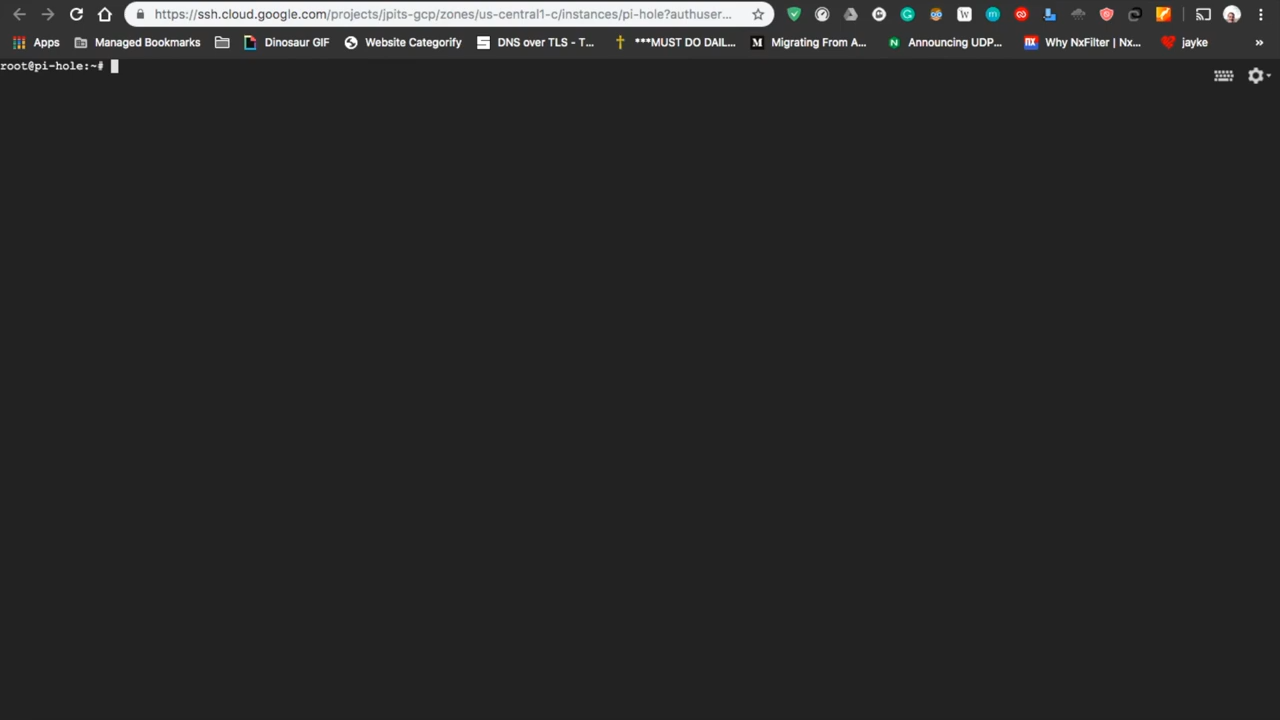 https://ssh.cloud.google.com/projects/jpits-gcp/zones/us-central1-c/instances/pi-hole?authuser...
Apps Managed Bookmarks Dinosaur GIF Website Categorify DNS over TLS - T... ***MUST DO DAIL... M Migrating From A... N Announcing UDP... NX Why NxFilter | Nx... jayke »
root@pi-hole:~#